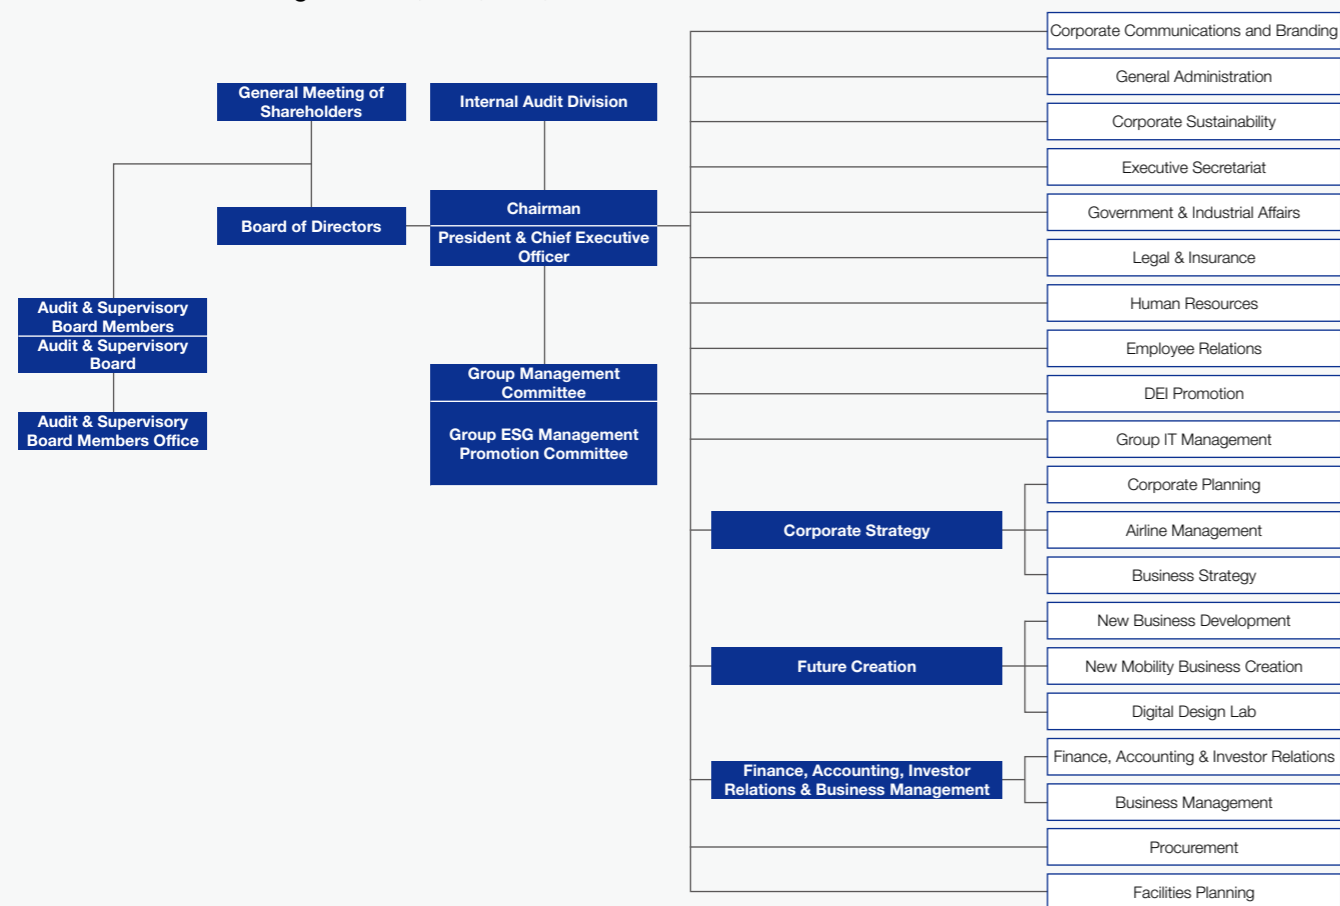 General Meeting of
Shareholders
Internal Audit Division
Board of Directors
Chairman
President & Chief Executive
Officer
Audit & Supervisory
Board Members
Audit & Supervisory
Board
Audit & Supervisory
Board Members Office
Group Management
Committee
Group ESG Management
Promotion Committee
Corporate Communications and Branding
General Administration
Corporate Sustainability
Executive Secretariat
Government & Industrial Affairs
Legal & Insurance
Human Resources
Employee Relations
DEI Promotion
Group IT Management
Corporate Strategy
Corporate Planning
Airline Management
Business Strategy
Future Creation
New Business Development
New Mobility Business Creation
Digital Design Lab
Finance, Accounting, Investor
Relations & Business Management
Finance, Accounting & Investor Relations
Business Management
Procurement
Facilities Planning